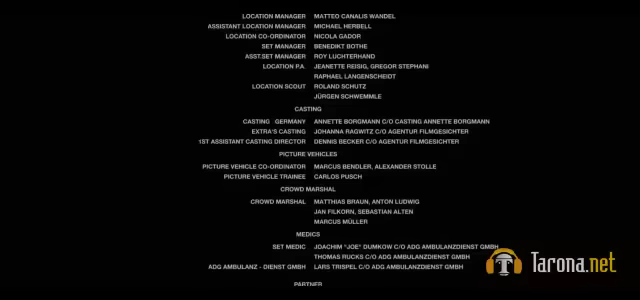 LOCATION MANAGER MATTEO CANALIS WANDEL
ASSISTANT LOCATION MANAGER MICHAEL HERBELL
LOCATION CO-ORDINATOR NICOLA GADOR
SET MANAGER BENEDIKT BOTHE
ASST.SET MANAGER ROY LUCHTERHAND
LOCATION P.A. JEANETTE REISIG, GREGOR STEPHANI
RAPHAEL LANGENSCHEIDT
LOCATION SCOUT ROLAND SCHUTZ
JÜRGEN SCHWEMMLE
CASTING
CASTING GERMANY ANNETTE BORGMANN C/O CASTING ANNETTE BORGMANN
EXTRA'S CASTING JOHANNA RAGWITZ C/O AGENTUR FILMGESICHTER
1ST ASSISTANT CASTING DIRECTOR DENNIS BECKER C/O AGENTUR FILMGESICHTER
PICTURE VEHICLES
PICTURE VEHICLE CO-ORDINATOR MARCUS BENDLER, ALEXANDER STOLLE
PICTURE VEHICLE TRAINEE CARLOS PUSCH
CROWD MARSHAL
CROWD MARSHAL MATTHIAS BRAUN, ANTON LUDWIG
JAN FILKORN, SEBASTIAN ALTEN
MARCUS MÜLLER
MEDICS
SET MEDIC JOACHIM "JOE" DUMKOW C/O ADG AMBULANZDIENST GMBH
THOMAS RUCKS C/O ADG AMBULANZDIENST GMBH
ADG AMBULANZ - DIENST GMBH LARS TRISPEL C/O ADG AMBULANZDIENST GMBH
PARTNER
Tarona.net